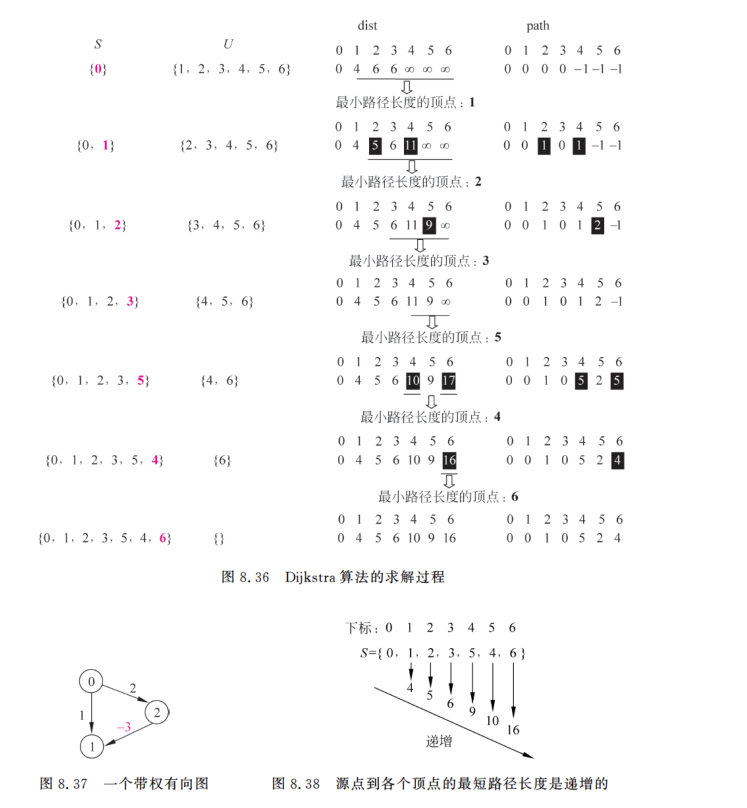 dist path
S U 0 1 2 3 4 5 6 0 1 2 3 4 5 6
{0} {1, 2, 3, 4, 5, 6} 0 4 6 6 ∞ ∞ ∞ 0 0 0 0 −1 −1 −1
最小路径长度的顶点：1
0 1 2 3 4 5 6 0 1 2 3 4 5 6
{0, 1} {2, 3, 4, 5, 6} 0 4 5 6 11 ∞ ∞ 0 0 1 0 1 −1 −1
最小路径长度的顶点：2
0 1 2 3 4 5 6 0 1 2 3 4 5 6
{0, 1, 2} {3, 4, 5, 6} 0 4 5 6 11 9 ∞ 0 0 1 0 1 2 −1
最小路径长度的顶点：3
0 1 2 3 4 5 6 0 1 2 3 4 5 6
{0, 1, 2, 3} {4, 5, 6} 0 4 5 6 11 9 ∞ 0 0 1 0 1 2 −1
最小路径长度的顶点：5
0 1 2 3 4 5 6 0 1 2 3 4 5 6
{0, 1, 2, 3, 5} {4, 6} 0 4 5 6 10 9 17 0 0 1 0 5 2 5
最小路径长度的顶点：4
0 1 2 3 4 5 6 0 1 2 3 4 5 6
{0, 1, 2, 3, 5, 4} {6} 0 4 5 6 10 9 16 0 0 1 0 5 2 4
最小路径长度的顶点：6
0 1 2 3 4 5 6 0 1 2 3 4 5 6
{0, 1, 2, 3, 5, 4, 6} {} 0 4 5 6 10 9 16 0 0 1 0 5 2 4
图 8.36 Dijkstra 算法的求解过程
0
2
1
2
−3
1
图 8.37 一个带权有向图
下标：0 1 2 3 4 5 6
S={ 0, 1, 2, 3, 5, 4, 6 }
4
5
6
9
10
16
递增
图 8.38 源点到各个顶点的最短路径长度是递增的